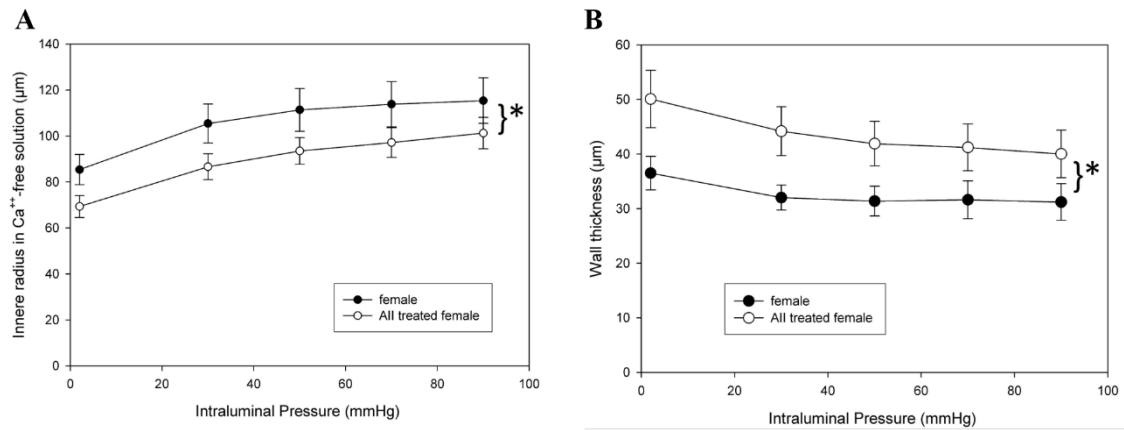 A
Innere radius in Ca⁺⁺-free solution (µm)
140
120
100
80
60
40
20
0
}*
female
AII treated female
0 20 40 60 80 100
Intraluminal Pressure (mmHg)
B
Wall thickness (µm)
60
50
40
30
20
10
0
}*
female
AII treated female
0 20 40 60 80 100
Intraluminal Pressure (mmHg)